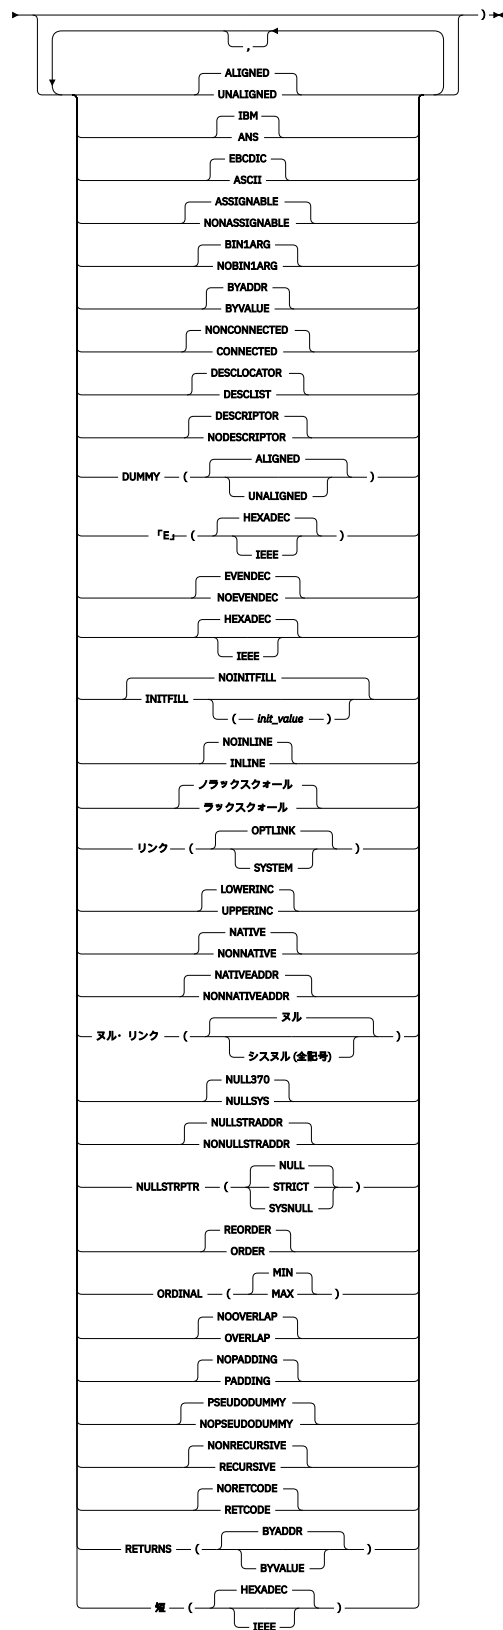 )
,
ALIGNED
UNALIGNED
IBM
ANS
EBCDIC
ASCII
ASSIGNABLE
NONASSIGNABLE
BIN1ARG
NOBIN1ARG
BYADDR
BYVALUE
NONCONNECTED
CONNECTED
DESCLOCATOR
DESCLIST
DESCRIPTOR
NODESCRIPTOR
ALIGNED
DUMMY ( )
UNALIGNED
HEXADEC
「E」 ( )
IEEE
EVENDEC
NOEVENDEC
HEXADEC
IEEE
NOINITFILL
INITFILL
( init_value )
NOINLINE
INLINE
ノラックスクォール
ラックスクォール
OPTLINK
リンク ( )
SYSTEM
LOWERINC
UPPERINC
NATIVE
NONNATIVE
NATIVEADDR
NONNATIVEADDR
ヌル
ヌル・リンク ( )
シスヌル (全記号)
NULL370
NULLSYS
NULLSTRADDR
NONULLSTRADDR
NULL
NULLSTRPTR ( STRICT )
SYSNULL
REORDER
ORDER
MIN
ORDINAL ( MAX )
NOOVERLAP
OVERLAP
NOPADDING
PADDING
PSEUDODUMMY
NOPSEUDODUMMY
NONRECURSIVE
RECURSIVE
NORETCODE
RETCODE
BYADDR
RETURNS ( )
BYVALUE
HEXADEC
短 ( )
IEEE